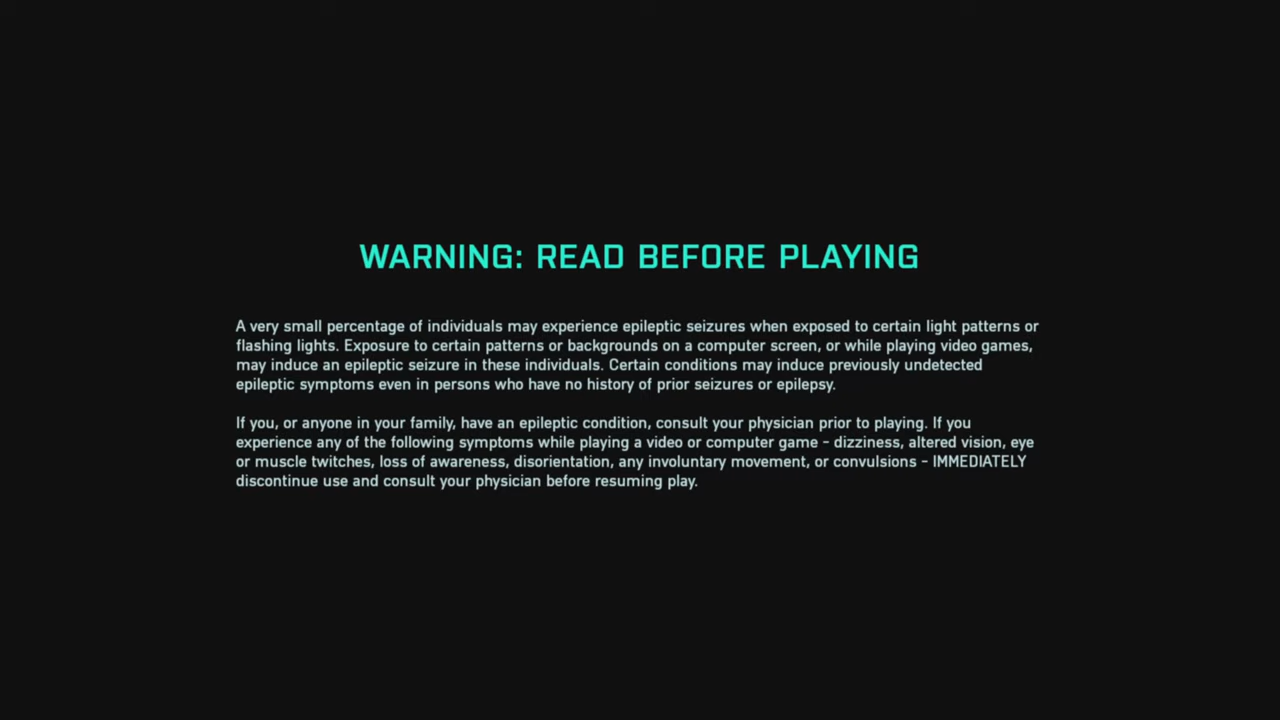 WARNING: READ BEFORE PLAYING
A very small percentage of individuals may experience epileptic seizures when exposed to certain light patterns or
flashing lights. Exposure to certain patterns or backgrounds on a computer screen, or while playing video games,
may induce an epileptic seizure in these individuals. Certain conditions may induce previously undetected
epileptic symptoms even in persons who have no history of prior seizures or epilepsy.
If you, or anyone in your family, have an epileptic condition, consult your physician prior to playing. If you
experience any of the following symptoms while playing a video or computer game - dizziness, altered vision, eye
or muscle twitches, loss of awareness, disorientation, any involuntary movement, or convulsions - IMMEDIATELY
discontinue use and consult your physician before resuming play.